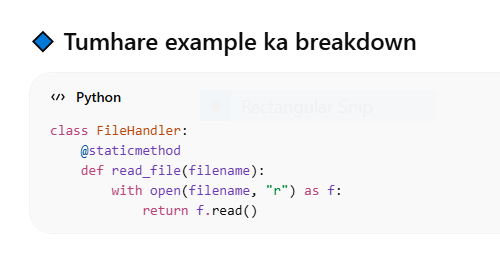 Tumhare example ka breakdown
Python
Rectangular Snip
class FileHandler:
    @staticmethod
    def read_file(filename):
        with open(filename, "r") as f:
            return f.read()